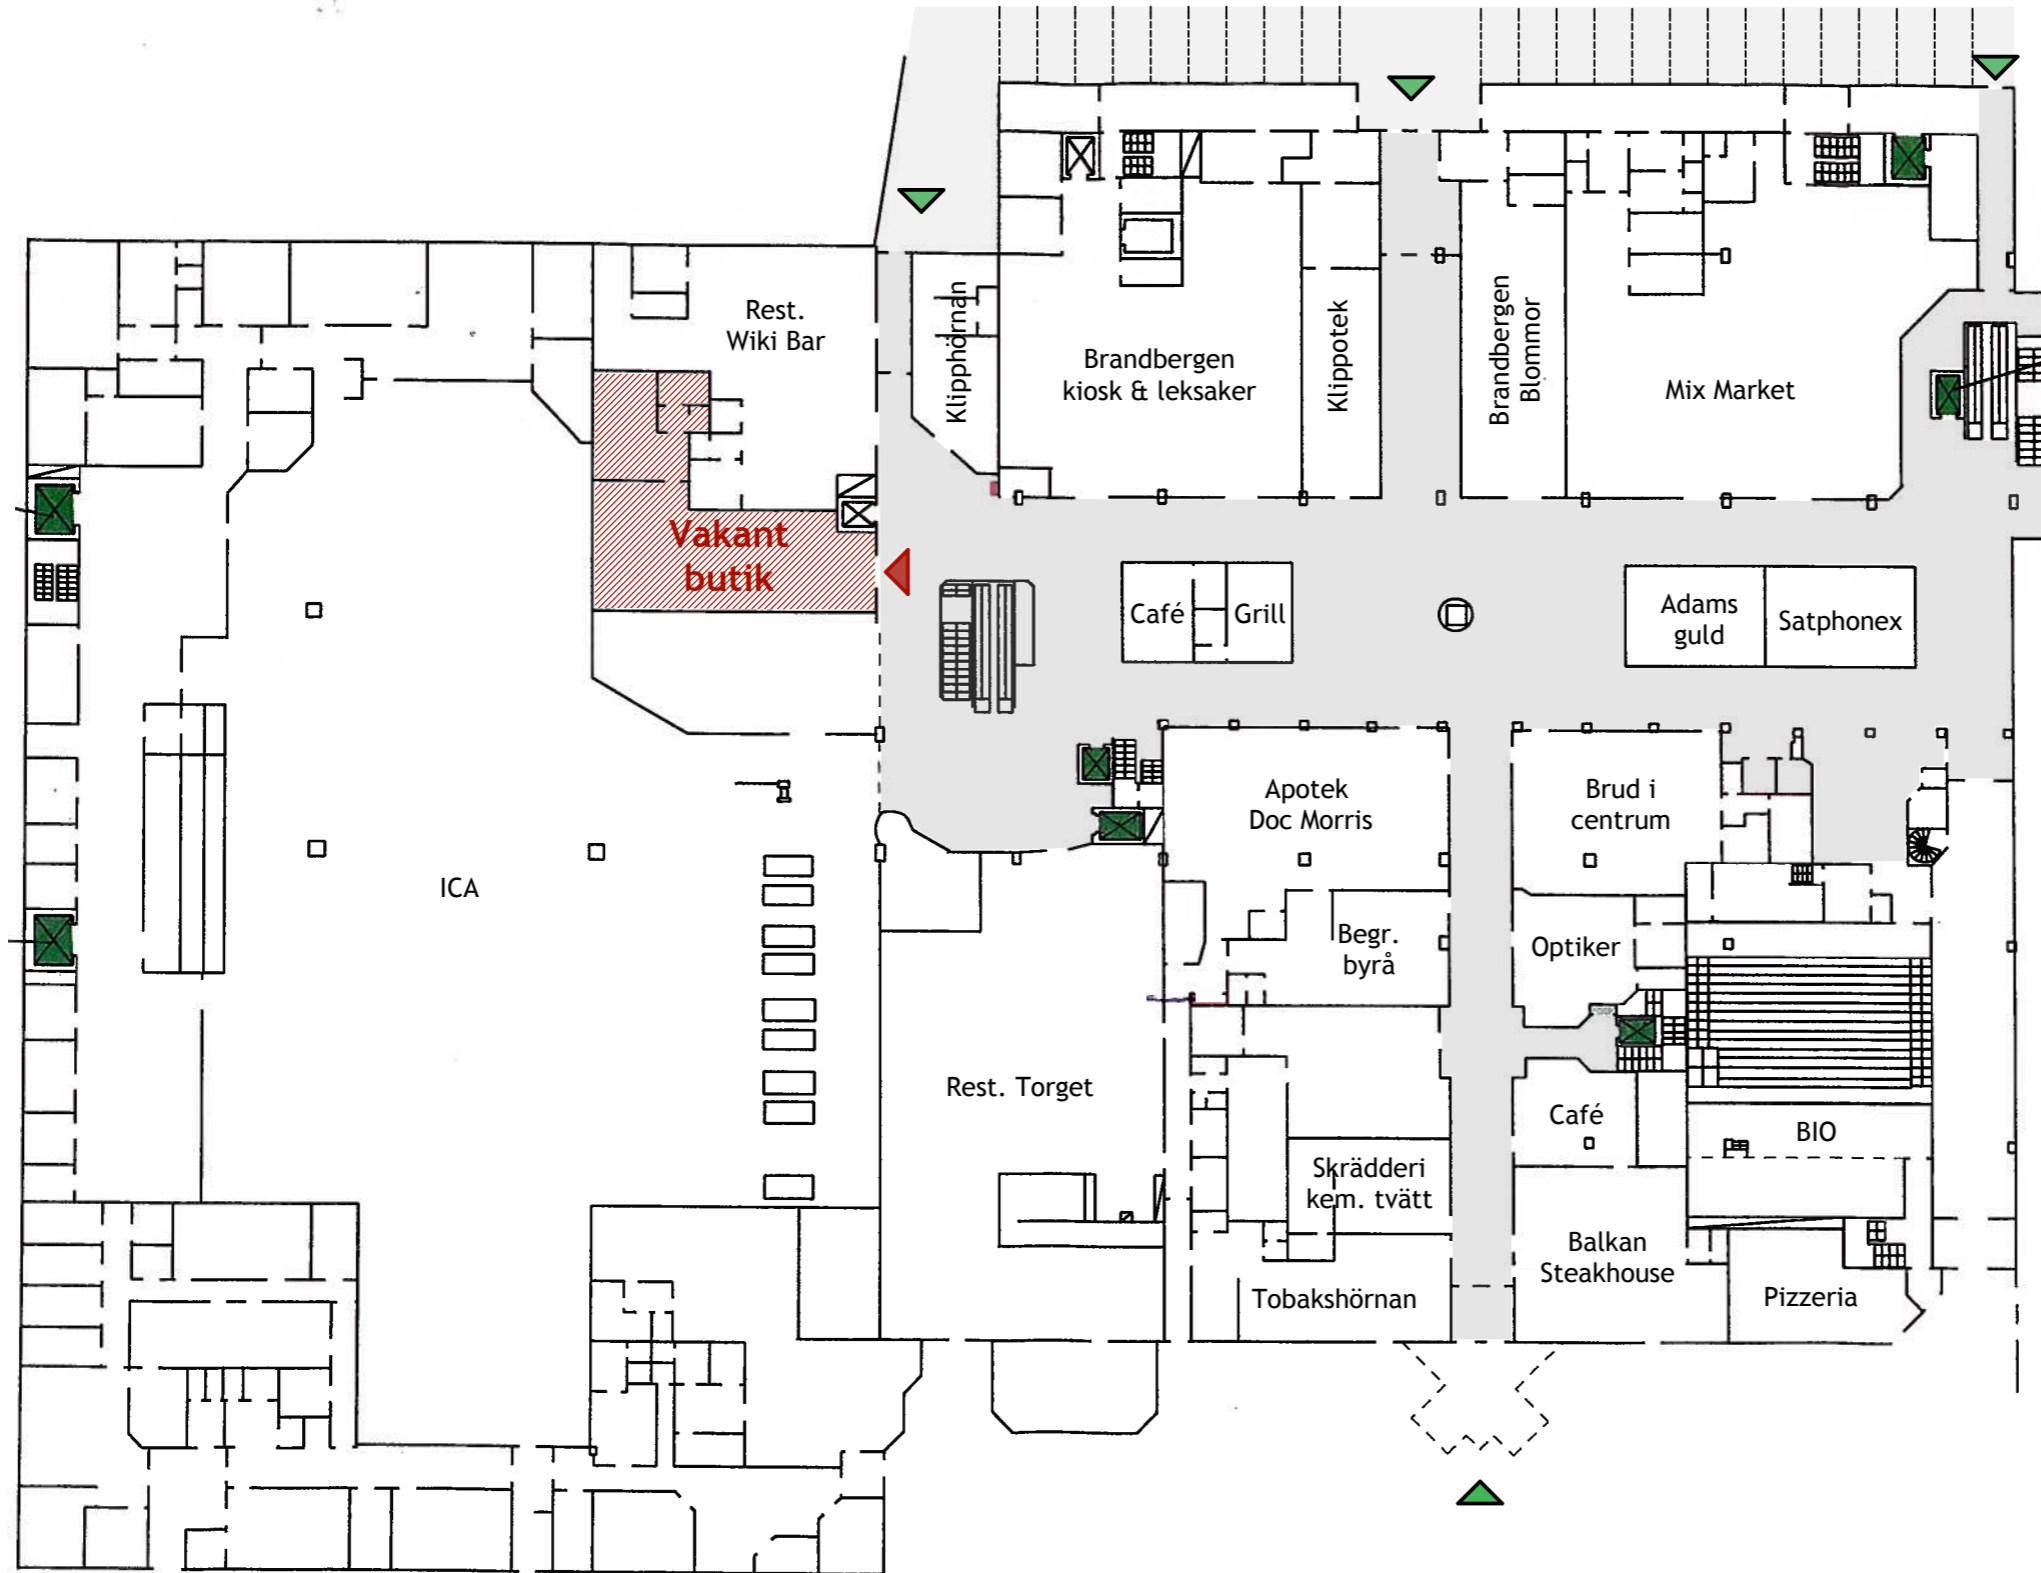 Rest.
Wiki Bar
Klipphörnan
Brandbergen
kiosk & leksaker
Klippotek
Brandbergen
Blommor
Mix Market
Vakant
butik
Café
Grill
Adams
guld
Satphonex
Apotek
Doc Morris
Brud i
centrum
ICA
Begr.
byrå
Optiker
Rest. Torget
Café
BIO
Skrädderi
kem. tvätt
Balkan
Steakhouse
Tobakshörnan
Pizzeria